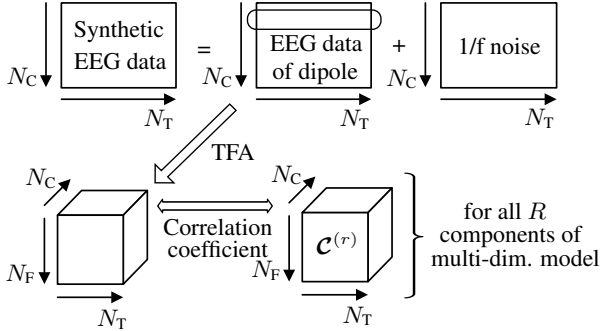 Synthetic
EEG data
=
EEG data
of dipole
+
1/f noise
N_C
N_C
N_C
N_T
N_T
N_T
TFA
N_C
N_F
N_T
Correlation
coefficient
N_C
N_F
C^(r)
N_T
for all R
components of
multi-dim. model